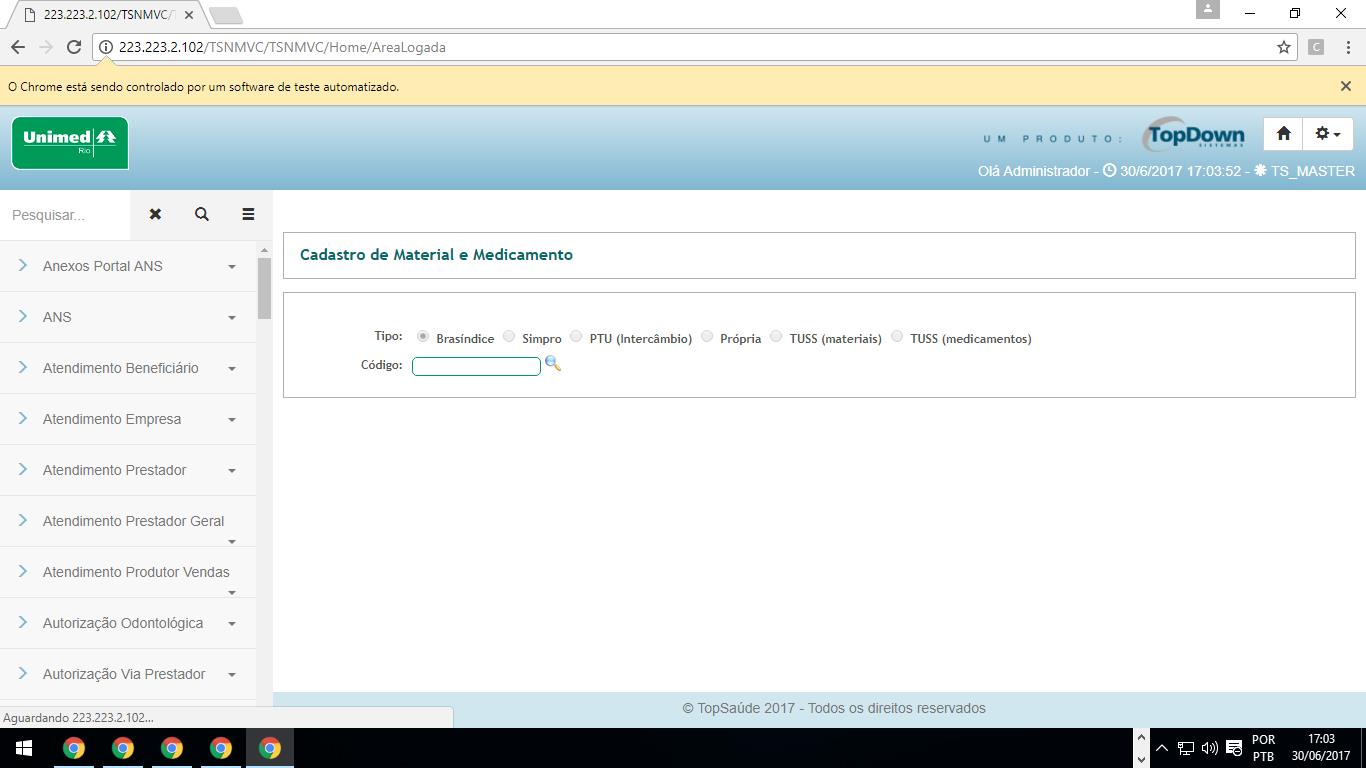 223.223.2.102/TSNMVC/T
223.223.2.102/TSNMVC/TSNMVC/Home/AreaLogada
C
O Chrome está sendo controlado por um software de teste automatizado.
Unimed
Rio
UM PRODUTO:
TopDown
SISTEMAS
Olá Administrador - 30/6/2017 17:03:52 - TS_MASTER
Pesquisar...
Cadastro de Material e Medicamento
Anexos Portal ANS
ANS
Atendimento Beneficiário
Atendimento Empresa
Atendimento Prestador
Atendimento Prestador Geral
Atendimento Produtor Vendas
Autorização Odontológica
Autorização Via Prestador
Tipo: Brasíndice Simpro PTU (Intercâmbio) Própria TUSS (materiais) TUSS (medicamentos)
Código:
© TopSaúde 2017 - Todos os direitos reservados
Aguardando 223.223.2.102...
POR
PTB
17:03
30/06/2017